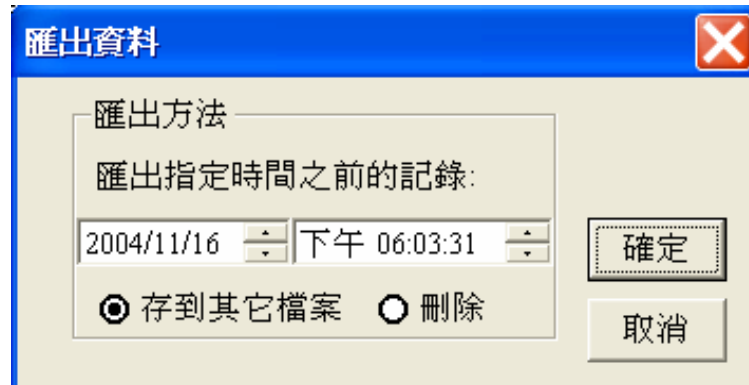 匯出資料
匯出方法
匯出指定時間之前的記錄:
2004/11/16 下午 06:03:31
存到其它檔案 刪除
確定
取消